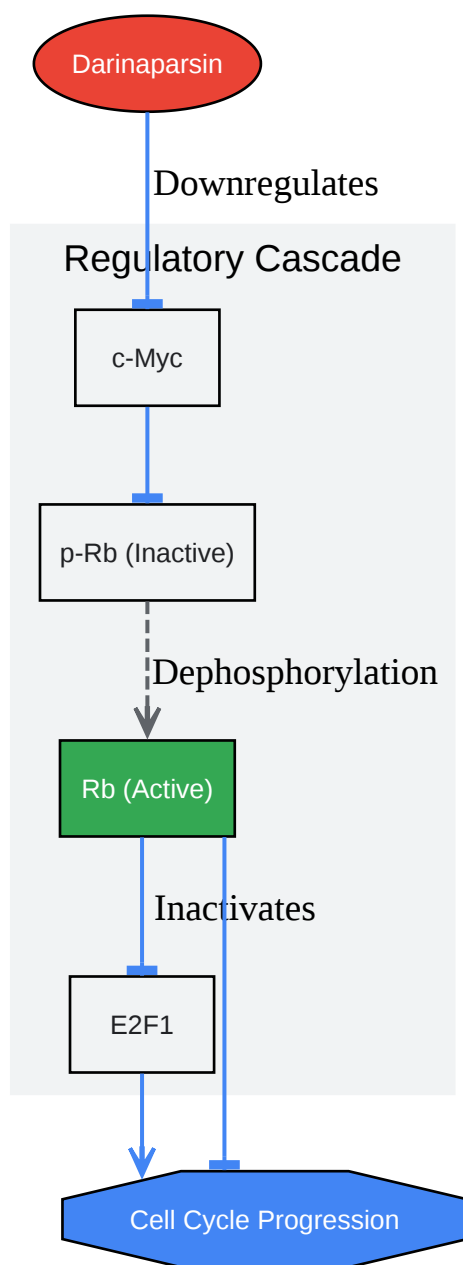 Darinaparsin
Downregulates
Regulatory Cascade
c-Myc
p-Rb (Inactive)
Dephosphorylation
Rb (Active)
Inactivates
E2F1
Cell Cycle Progression